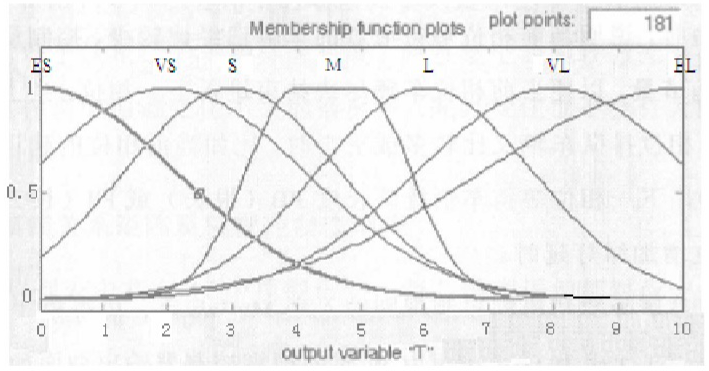 Membership function plots plot points: 181
ES VS S M L VL EL
1
0.5
0
0 1 2 3 4 5 6 7 8 9 10
output variable "T"